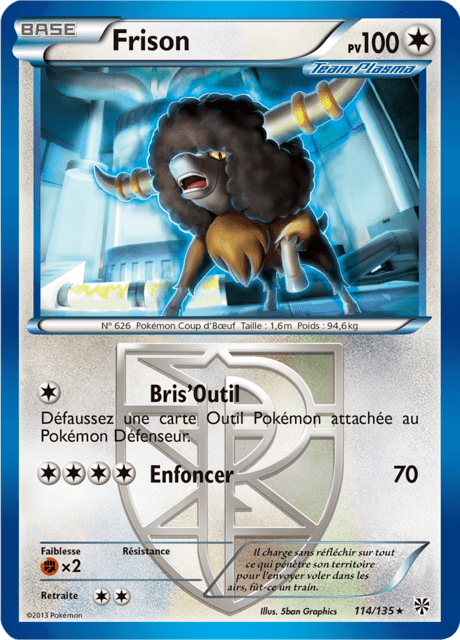 BASE
Frison
PV 100
Team Plasma
N° 626 Pokémon Coup d'Bœuf Taille : 1,6m Poids : 94,6kg
Bris'Outil
Défaussez une carte Outil Pokémon attachée au
Pokémon Défenseur.
Enfoncer 70
Faiblesse Résistance
×2
Retraite
Il charge sans réfléchir sur tout
ce qui pénètre son territoire
pour l'envoyer voler dans les
airs, fût-ce un train.
©2013 Pokémon
Illus. 5ban Graphics 114/135 ★